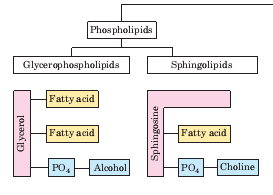 Phospholipids
Glycerophospholipids
Sphingolipids
Glycerol
Fatty acid
Fatty acid
PO₄
Alcohol
Sphingosine
Fatty acid
PO₄
Choline